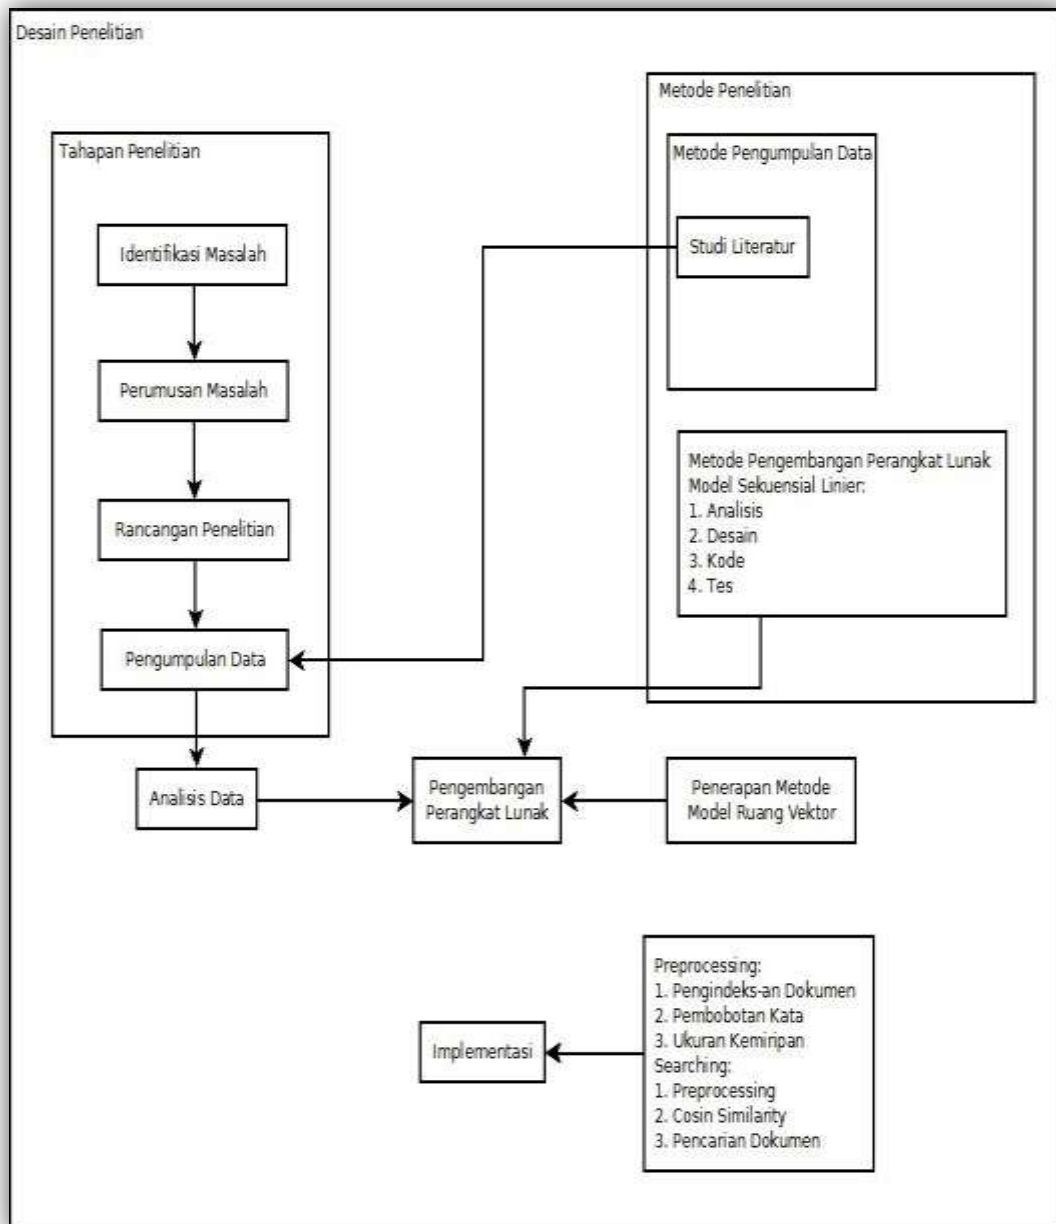 Desain Penelitian
Tahapan Penelitian
Identifikasi Masalah
Perumusan Masalah
Rancangan Penelitian
Pengumpulan Data
Metode Penelitian
Metode Pengumpulan Data
Studi Literatur
Metode Pengembangan Perangkat Lunak
Model Sekuensial Linier:
1. Analisis
2. Desain
3. Kode
4. Tes
Analisis Data
Pengembangan
Perangkat Lunak
Penerapan Metode
Model Ruang Vektor
Implementasi
Preprocessing:
1. Pengindeks-an Dokumen
2. Pembobotan Kata
3. Ukuran Kemiripan
Searching:
1. Preprocessing
2. Cosin Similarity
3. Pencarian Dokumen